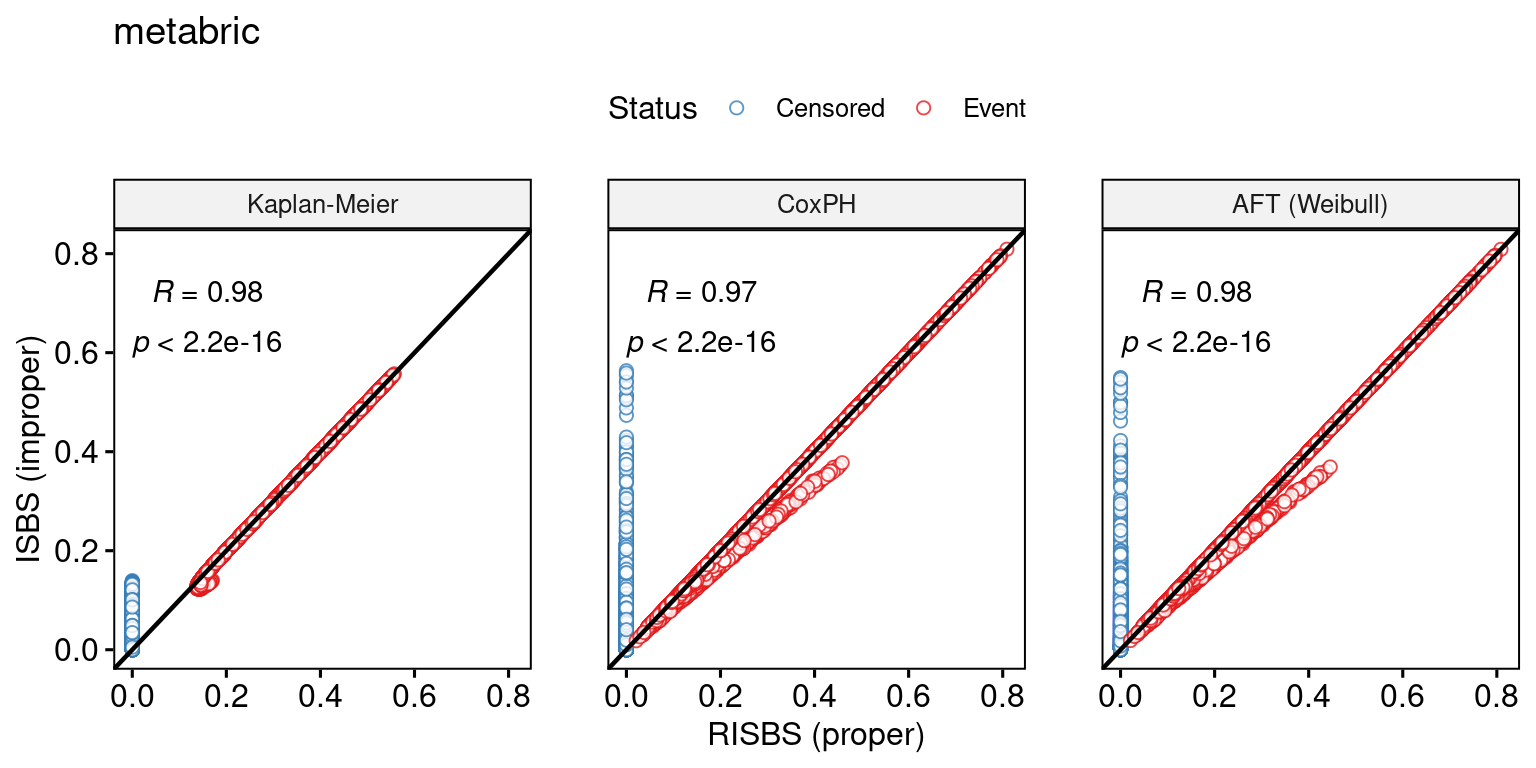 metabric
Status Censored Event
Kaplan-Meier CoxPH AFT (Weibull)
R = 0.98 R = 0.97 R = 0.98
p < 2.2e-16 p < 2.2e-16 p < 2.2e-16
ISBS (improper)
0.8
0.6
0.4
0.2
0.0
0.0 0.2 0.4 0.6 0.8 0.0 0.2 0.4 0.6 0.8 0.0 0.2 0.4 0.6 0.8
RISBS (proper)